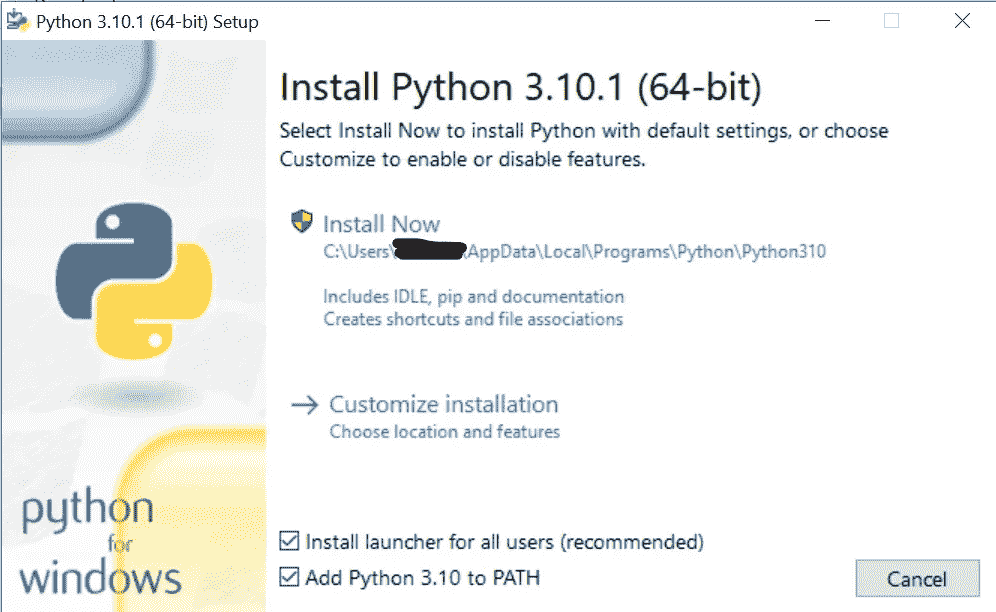 Python 3.10.1 (64-bit) Setup
Install Python 3.10.1 (64-bit)
Select Install Now to install Python with default settings, or choose
Customize to enable or disable features.
Install Now
C:\Users\ \AppData\Local\Programs\Python\Python310
Includes IDLE, pip and documentation
Creates shortcuts and file associations
Customize installation
Choose location and features
python
for
windows
Install launcher for all users (recommended)
Add Python 3.10 to PATH
Cancel